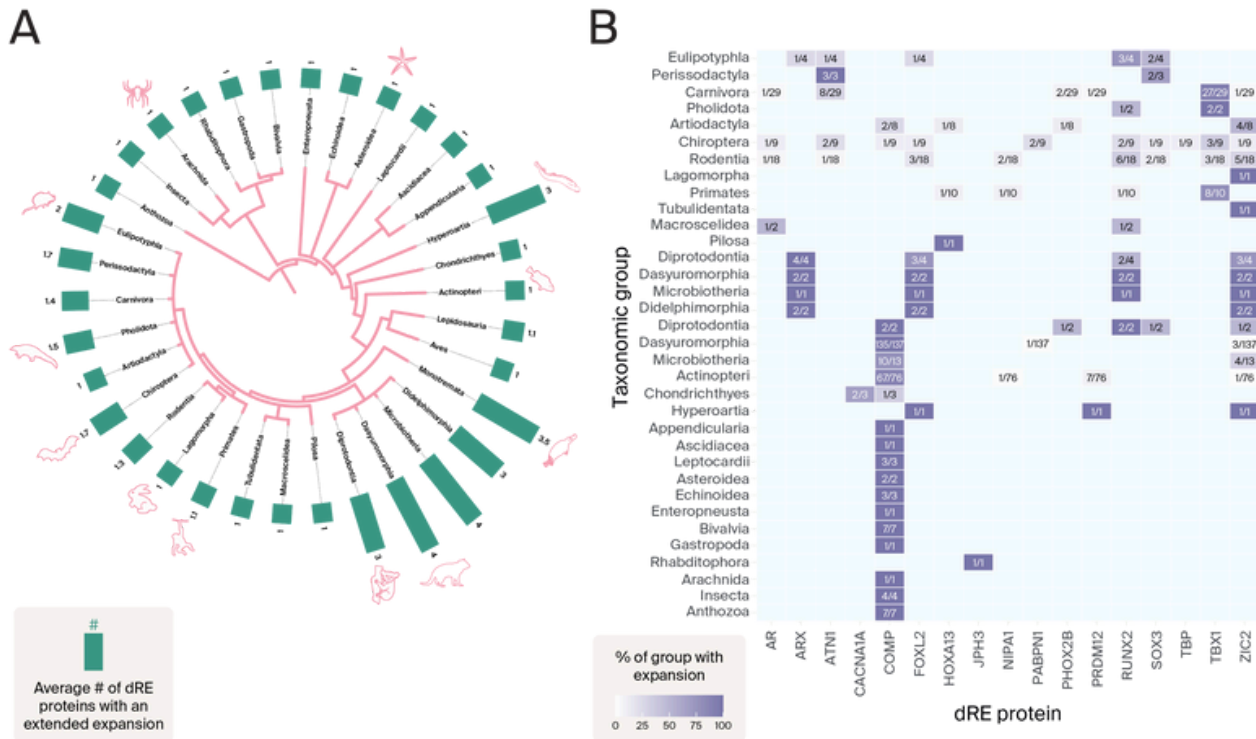 A
1
1
1
1
1
1
1
1
1
1
1
3
1
1
1.1
1
3.5
3
4
4
3
1
1
1
1.1
1
1.3
1.7
1
1.5
1.4
1.7
2
Anthozoa
Insecta
Arachnida
Rhabditophora
Gastropoda
Bivalvia
Enteropneusta
Echinoidea
Asteroidea
Leptocardii
Ascidiacea
Appendicularia
Hyperoartia
Chondrichthyes
Actinopteri
Lepidosauria
Aves
Monotremata
Didelphimorphia
Microbiotheria
Dasyuromorphia
Diprotodontia
Pilosa
Macroscelidea
Tubulidentata
Primates
Lagomorpha
Rodentia
Chiroptera
Artiodactyla
Pholidota
Carnivora
Perissodactyla
Eulipotyphla
#
Average # of dRE
proteins with an
extended expansion
B
Taxonomic group
Eulipotyphla 1/4 1/4 1/4 3/4 2/4
Perissodactyla 3/3 2/3
Carnivora 1/29 8/29 2/29 1/29 27/29 1/29
Pholidota 1/2 2/2
Artiodactyla 2/8 1/8 1/8 4/8
Chiroptera 1/9 2/9 1/9 1/9 2/9 2/9 1/9 1/9 3/9 1/9
Rodentia 1/18 1/18 3/18 2/18 6/18 2/18 3/18 5/18
Lagomorpha 1/1
Primates 1/10 1/10 1/10 8/10
Tubulidentata 1/1
Macroscelidea 1/2 1/2
Pilosa 1/1
Diprotodontia 4/4 3/4 2/4 3/4
Dasyuromorphia 2/2 2/2 2/2 2/2
Microbiotheria 1/1 1/1 1/1 1/1
Didelphimorphia 2/2 2/2 2/2
Diprotodontia 2/2 1/2 2/2 1/2 1/2
Dasyuromorphia 135/137 1/137 3/137
Microbiotheria 10/13 4/13
Actinopteri 67/76 1/76 7/76 1/76
Chondrichthyes 2/3 1/3
Hyperoartia 1/1 1/1 1/1
Appendicularia 1/1
Ascidiacea 1/1
Leptocardii 3/3
Asteroidea 2/2
Echinoidea 3/3
Enteropneusta 1/1
Bivalvia 7/7
Gastropoda 1/1
Rhabditophora 1/1
Arachnida 1/1
Insecta 4/4
Anthozoa 7/7
AR ARX ATN1 CACNA1A COMP FOXL2 HOXA13 JPH3 NIPA1 PABPN1 PHOX2B PRDM12 RUNX2 SOX3 TBP TBX1 ZIC2
dRE protein
% of group with
expansion
0 25 50 75 100